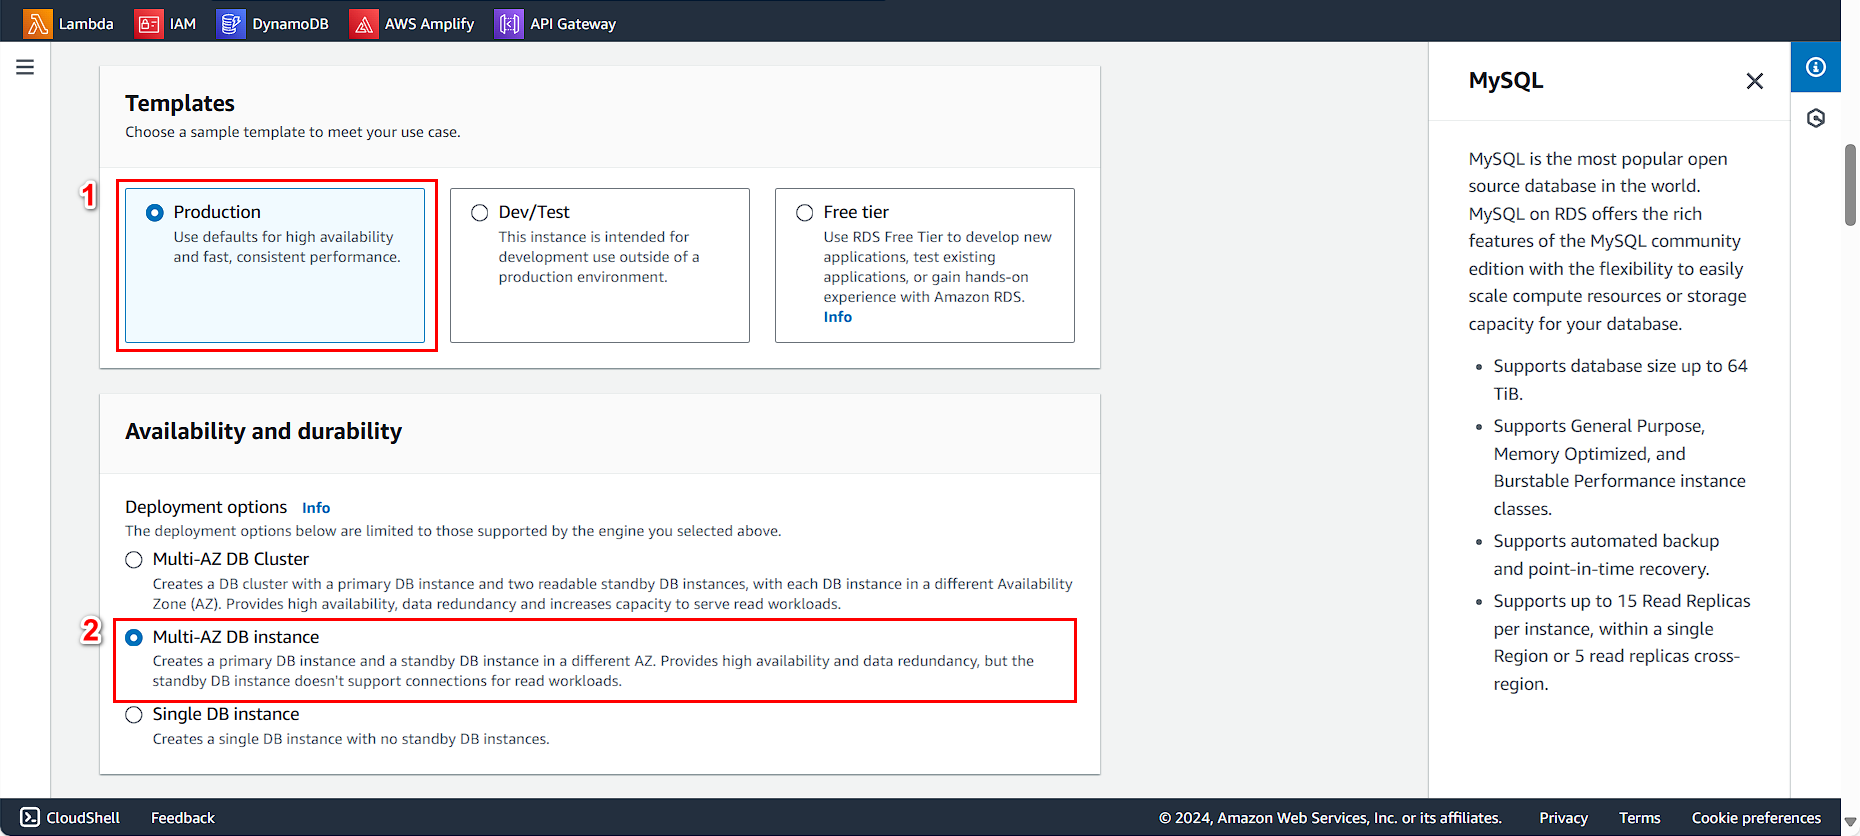 Lambda IAM DynamoDB AWS Amplify API Gateway
Templates
Choose a sample template to meet your use case.
1
Production
Use defaults for high availability
and fast, consistent performance.
Dev/Test
This instance is intended for
development use outside of a
production environment.
Free tier
Use RDS Free Tier to develop new
applications, test existing
applications, or gain hands-on
experience with Amazon RDS.
Info
Availability and durability
Deployment options Info
The deployment options below are limited to those supported by the engine you selected above.
Multi-AZ DB Cluster
Creates a DB cluster with a primary DB instance and two readable standby DB instances, with each DB instance in a different Availability
Zone (AZ). Provides high availability, data redundancy and increases capacity to serve read workloads.
2
Multi-AZ DB instance
Creates a primary DB instance and a standby DB instance in a different AZ. Provides high availability and data redundancy, but the
standby DB instance doesn't support connections for read workloads.
Single DB instance
Creates a single DB instance with no standby DB instances.
MySQL
MySQL is the most popular open
source database in the world.
MySQL on RDS offers the rich
features of the MySQL community
edition with the flexibility to easily
scale compute resources or storage
capacity for your database.
• Supports database size up to 64
TiB.
• Supports General Purpose,
Memory Optimized, and
Burstable Performance instance
classes.
• Supports automated backup
and point-in-time recovery.
• Supports up to 15 Read Replicas
per instance, within a single
Region or 5 read replicas cross-
region.
CloudShell Feedback © 2024, Amazon Web Services, Inc. or its affiliates. Privacy Terms Cookie preferences